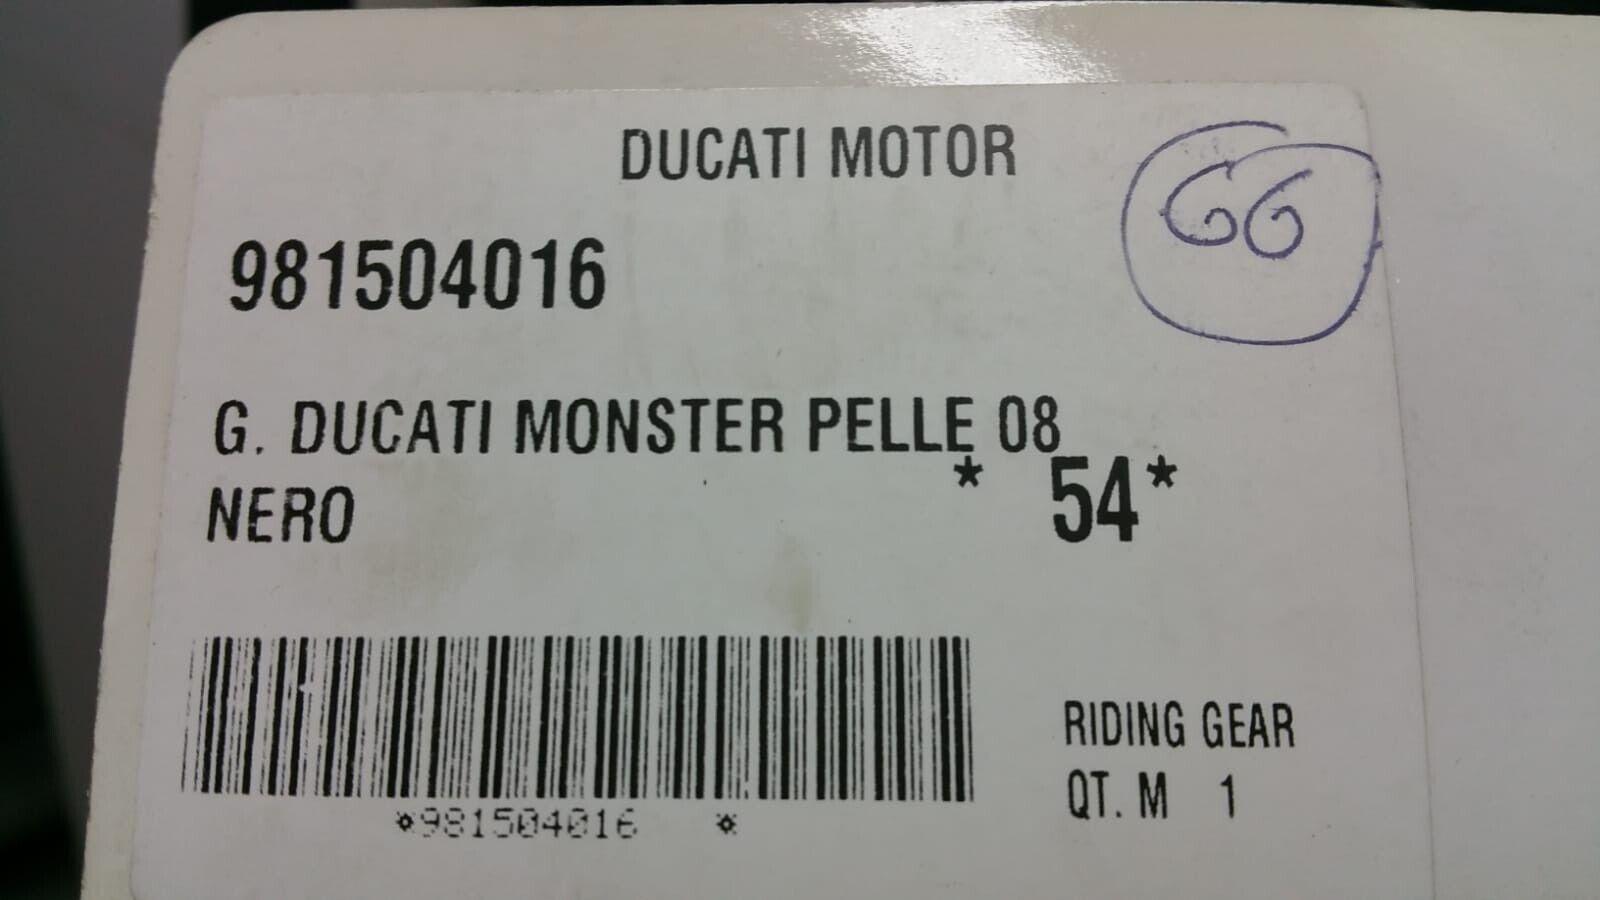 DUCATI MOTOR
66
981504016
G. DUCATI MONSTER PELLE 08
NERO
* 54*
RIDING GEAR
QT. M 1
*981504016 *